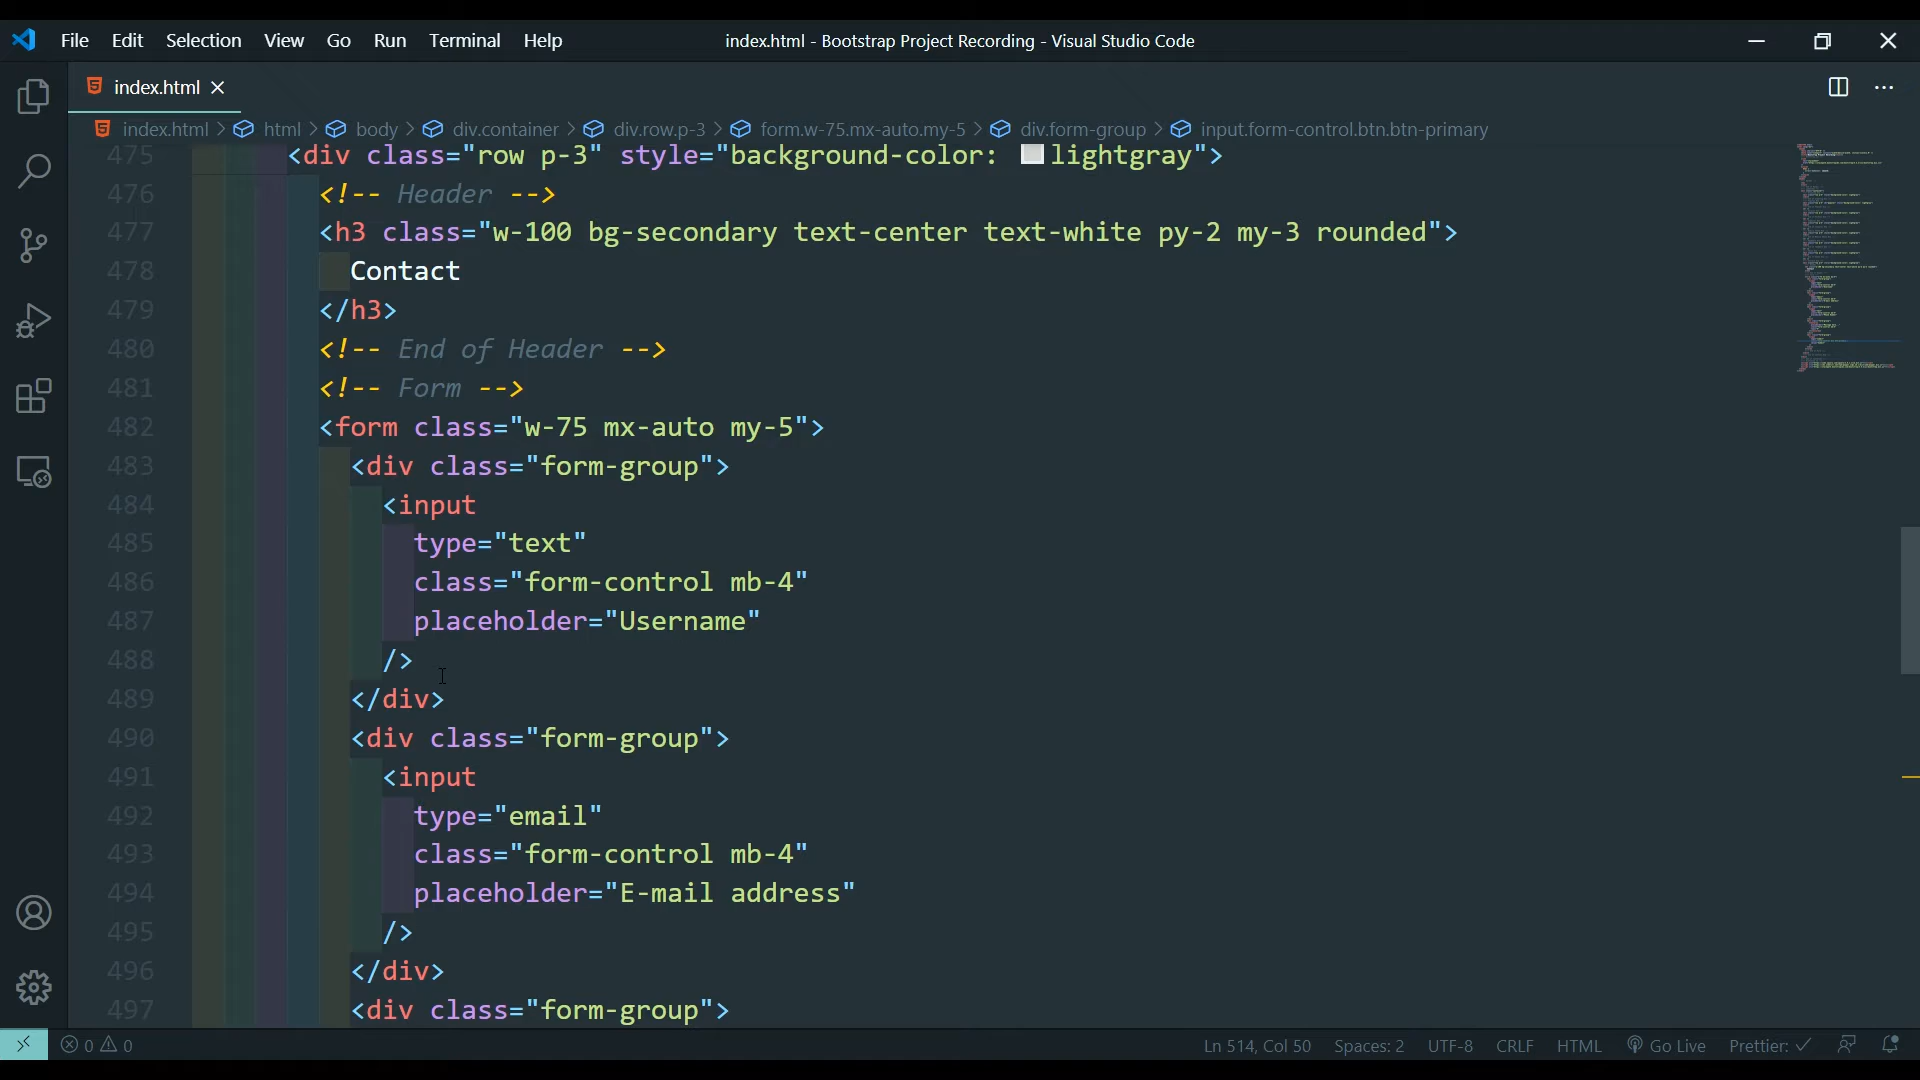 File Edit Selection View Go Run Terminal Help index.html - Bootstrap Project Recording - Visual Studio Code
index.html
index.html > html > body > div.container > div.row.p-3 > form.w-75.mx-auto.my-5 > div.form-group > input.form-control.btn.btn-primary
475 <div class="row p-3" style="background-color: lightgray">
476 <!-- Header -->
477 <h3 class="w-100 bg-secondary text-center text-white py-2 my-3 rounded">
478 Contact
479 </h3>
480 <!-- End of Header -->
481 <!-- Form -->
482 <form class="w-75 mx-auto my-5">
483 <div class="form-group">
484 <input
485 type="text"
486 class="form-control mb-4"
487 placeholder="Username"
488 />
489 </div>
490 <div class="form-group">
491 <input
492 type="email"
493 class="form-control mb-4"
494 placeholder="E-mail address"
495 />
496 </div>
497 <div class="form-group">
0 0 Ln 514, Col 50 Spaces: 2 UTF-8 CRLF HTML Go Live Prettier: ✓